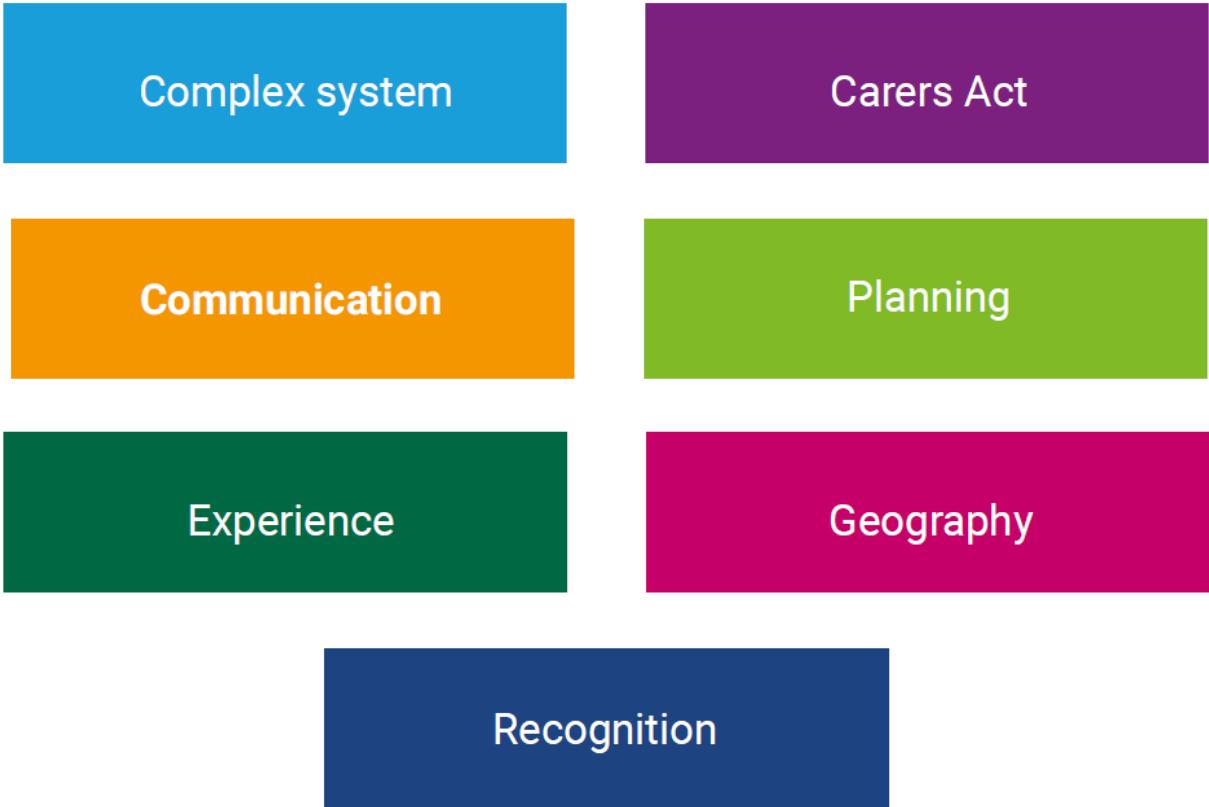 Complex system
Carers Act
Communication
Planning
Experience
Geography
Recognition